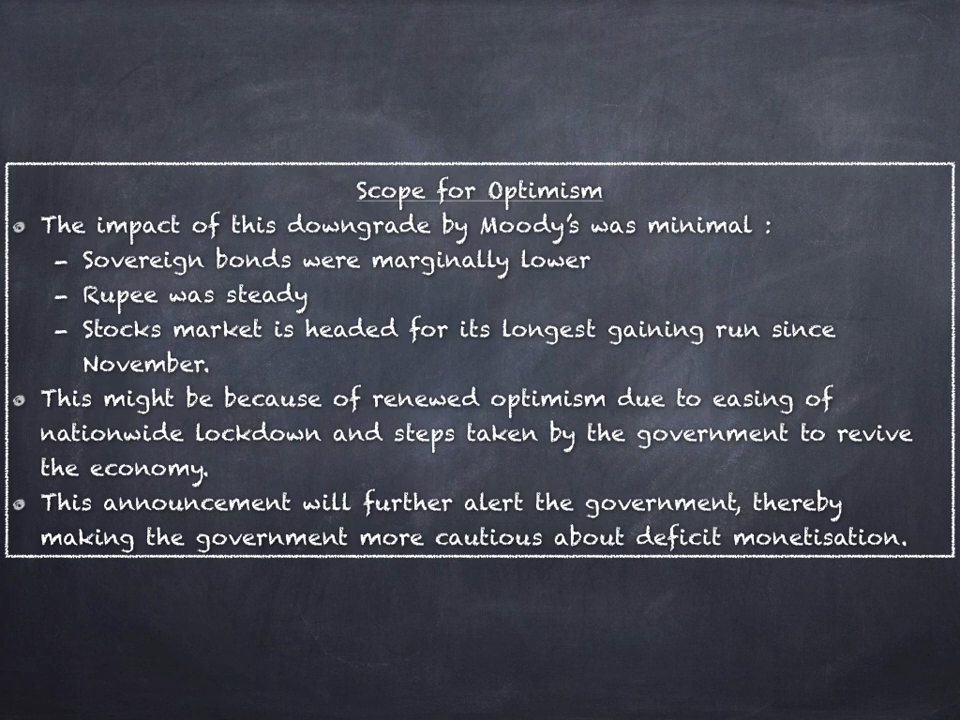 Scope for Optimism
The impact of this downgrade by Moody's was minimal :
- Sovereign bonds were marginally lower
- Rupee was steady
- Stocks market is headed for its longest gaining run since
November.
This might be because of renewed optimism due to easing of
nationwide lockdown and steps taken by the government to revive
the economy.
This announcement will further alert the government, thereby
making the government more cautious about deficit monetisation.